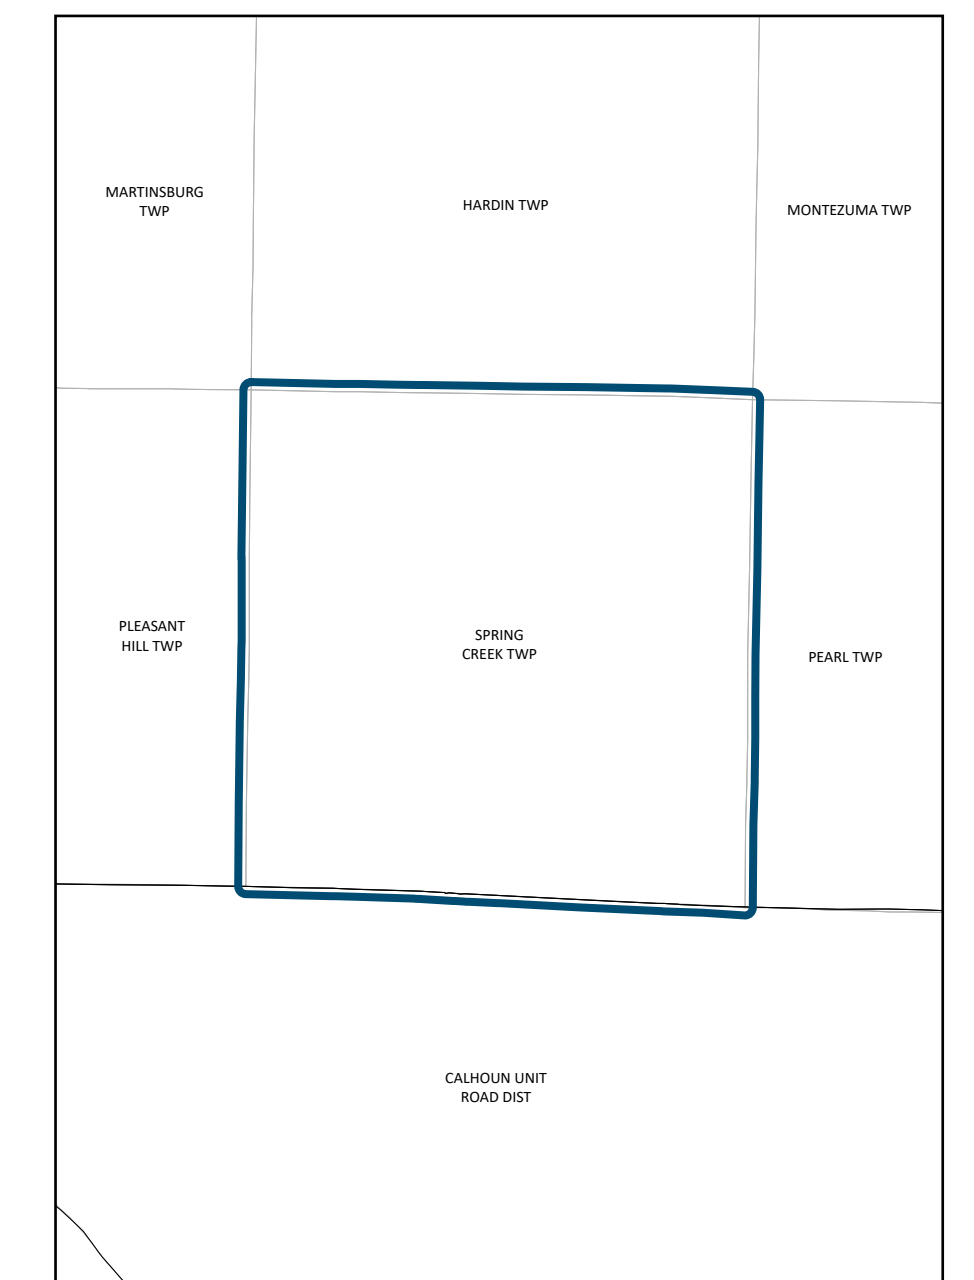 MARTINSBURG
TWP
HARDIN TWP
MONTEZUMA TWP
PLEASANT
HILL TWP
SPRING
CREEK TWP
PEARL TWP
CALHOUN UNIT
ROAD DIST